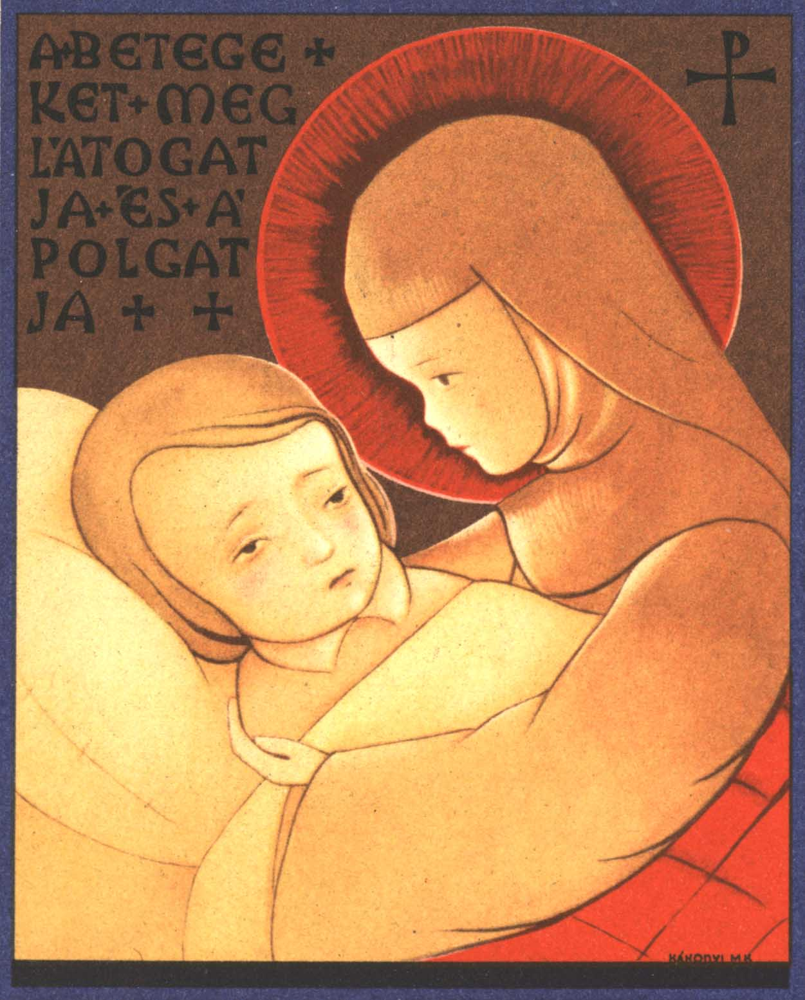 A+BETEGE +
KET+MEG
LÁTOGAT
JA+ÉS+Á
POLGAT
JA + +
KÁKONYI M.K